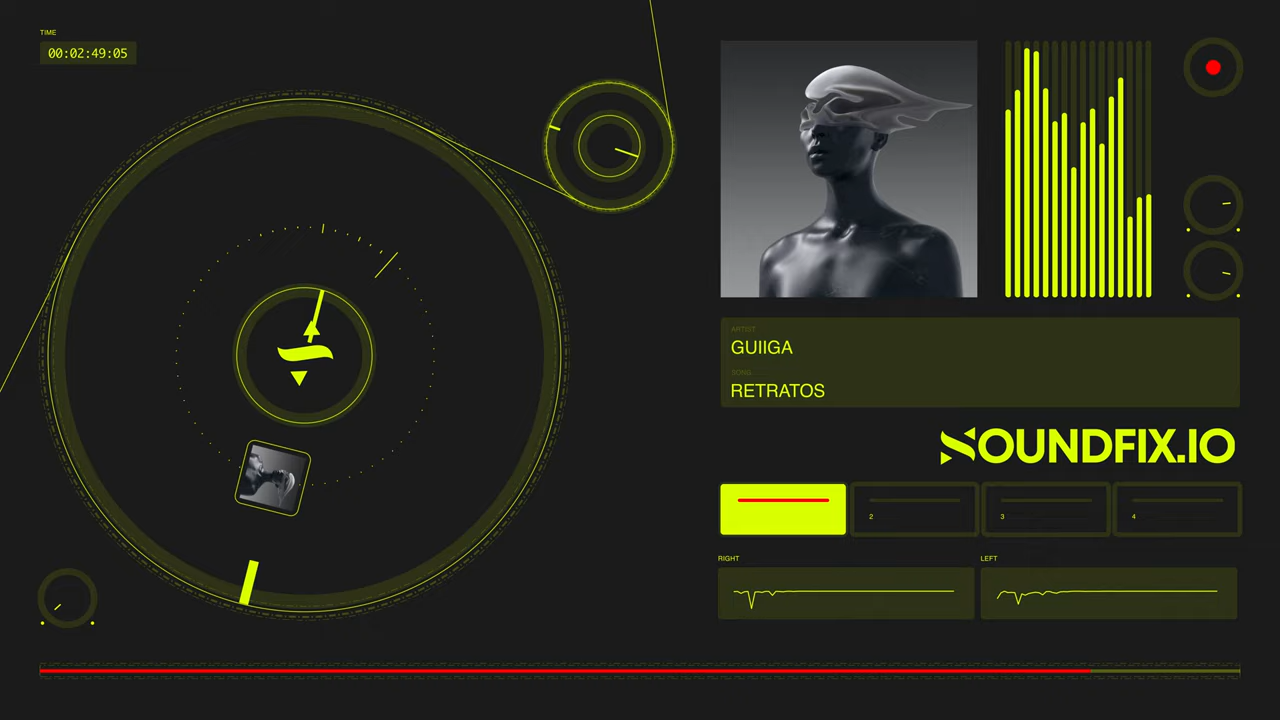 TIME
00:02:49:05
ARTIST
GUIIGA
SONG
RETRATOS
SOUNDFIX.IO
2
3
4
RIGHT
LEFT